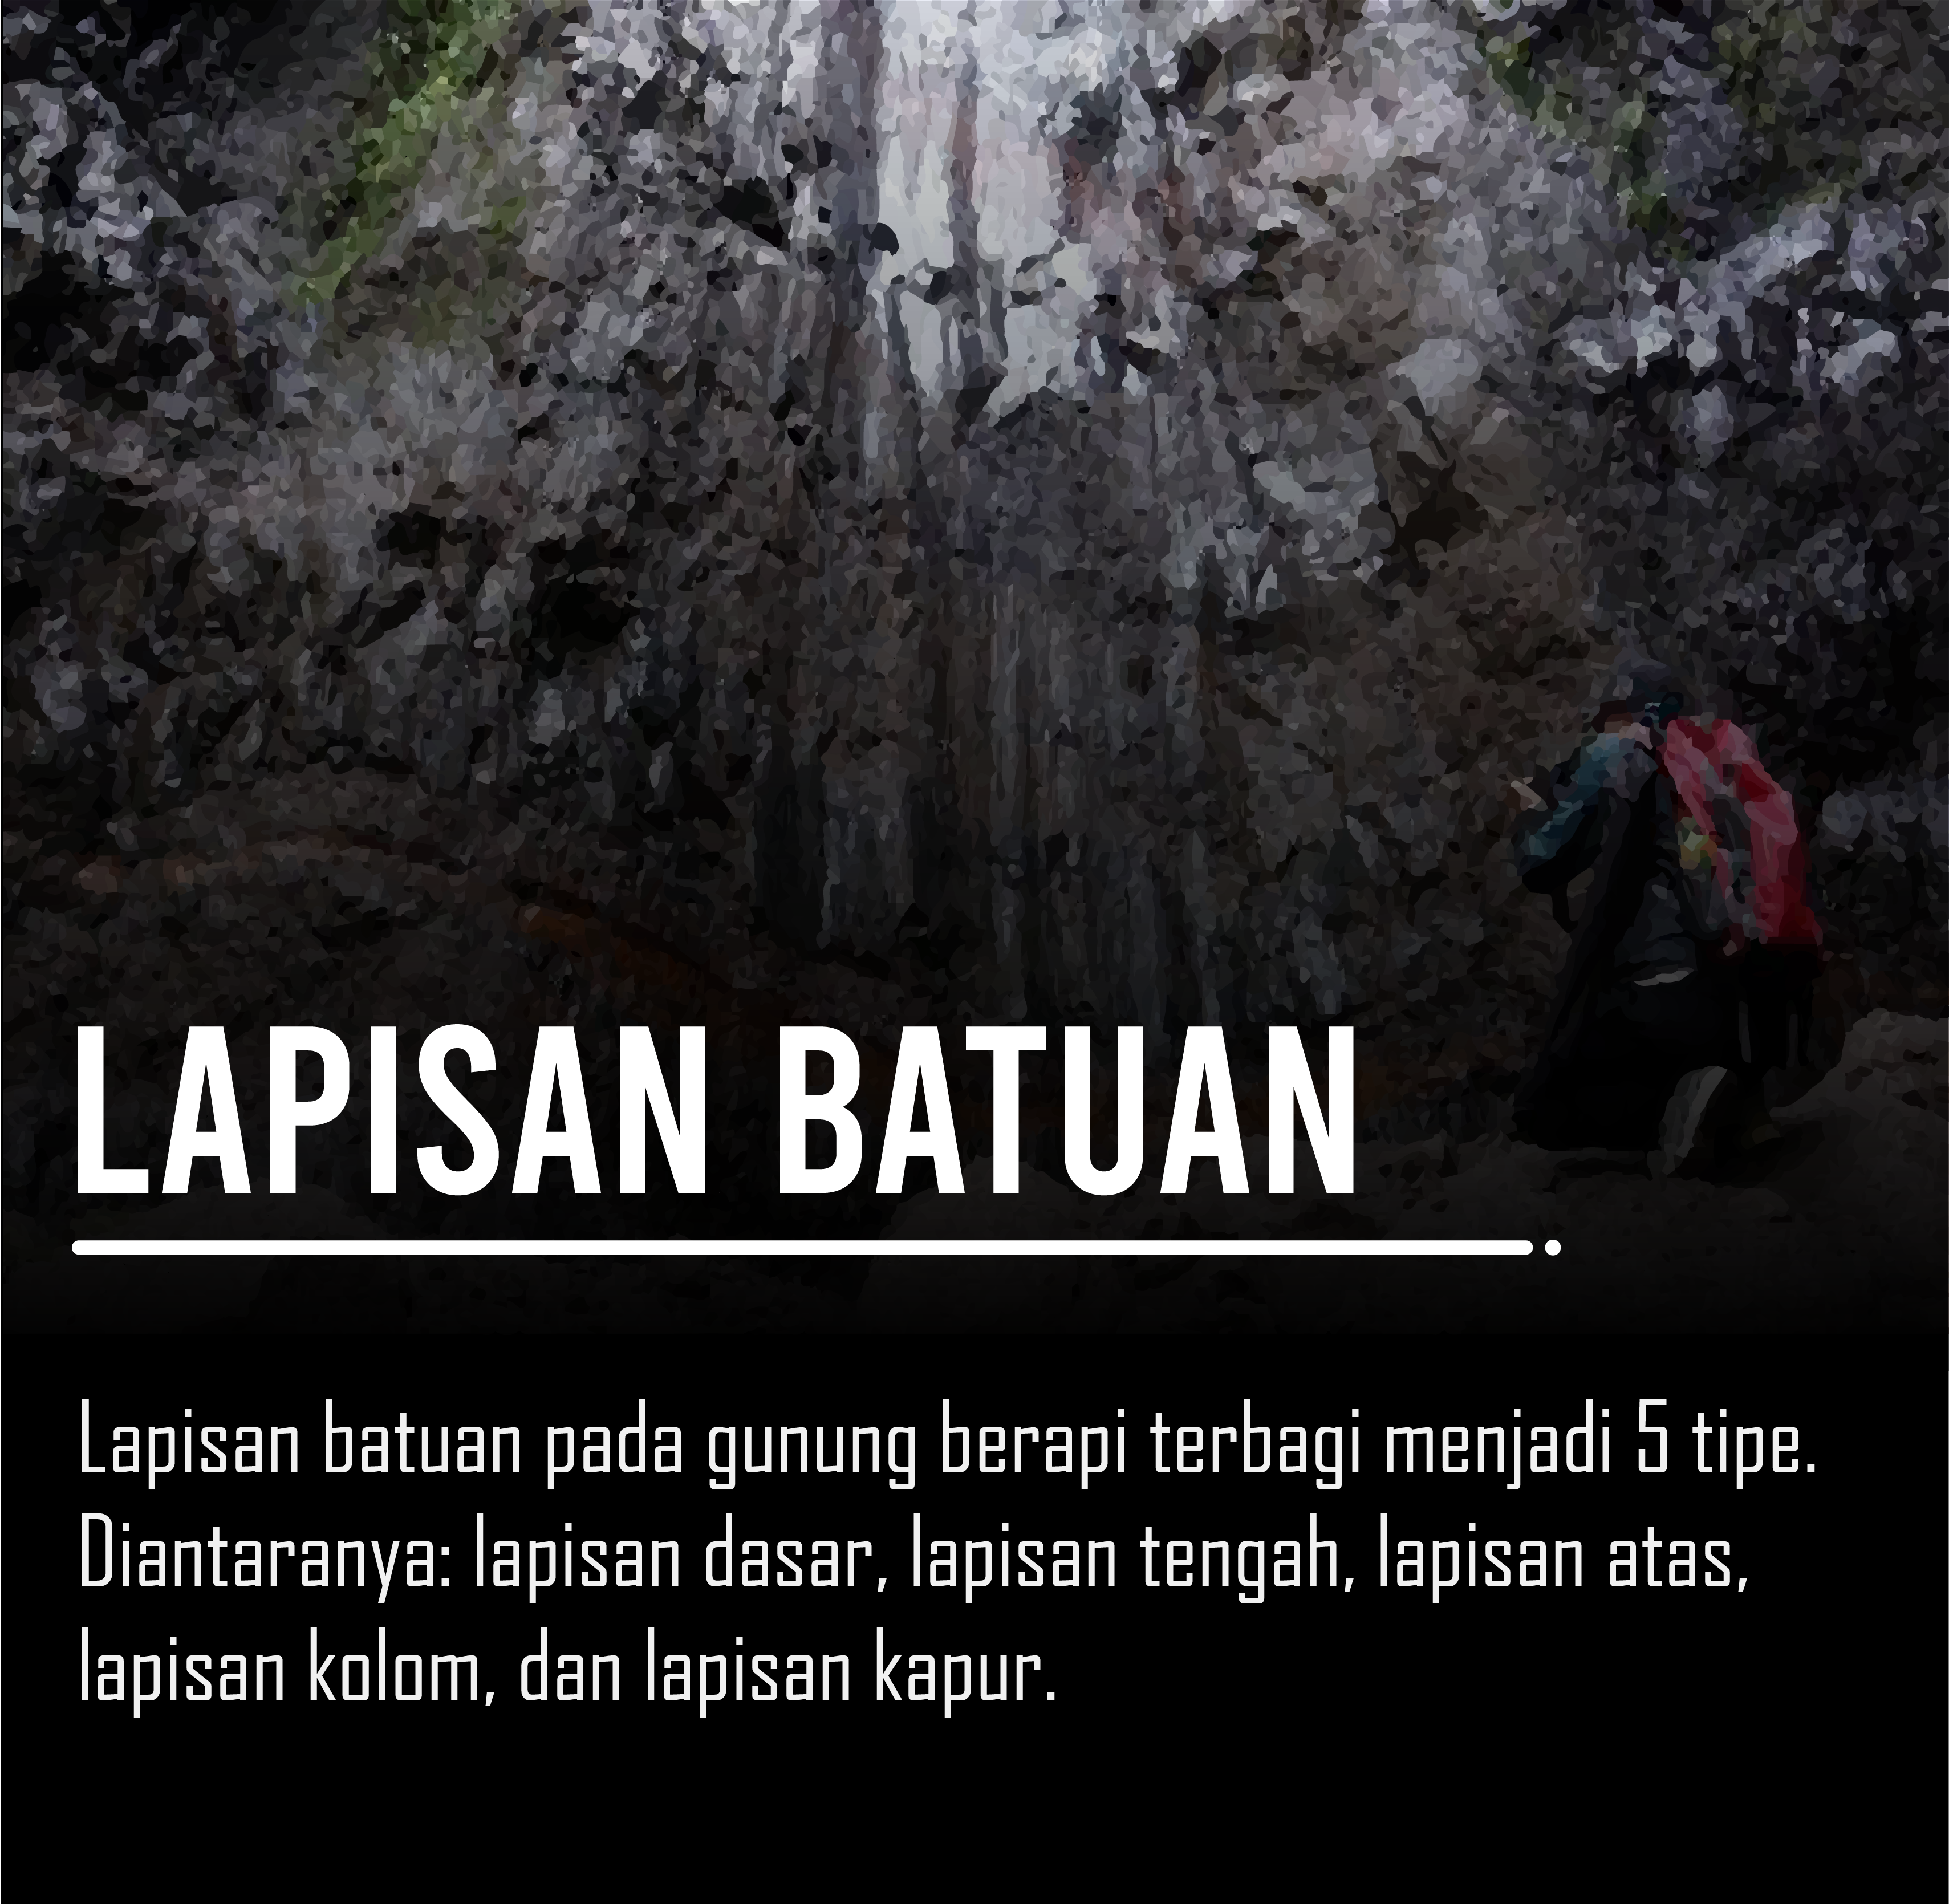 LAPISAN BATUAN
Lapisan batuan pada gunung berapi terbagi menjadi 5 tipe.
Diantaranya: lapisan dasar, lapisan tengah, lapisan atas,
lapisan kolom, dan lapisan kapur.